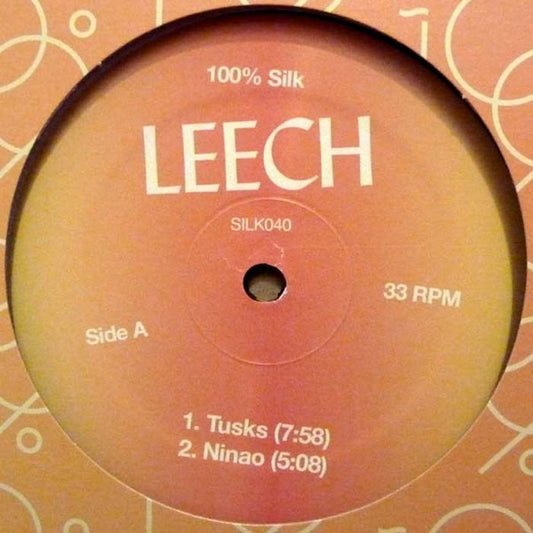 100% Silk
LEECH
SILK040
33 RPM
Side A
1. Tusks (7:58)
2. Ninao (5:08)